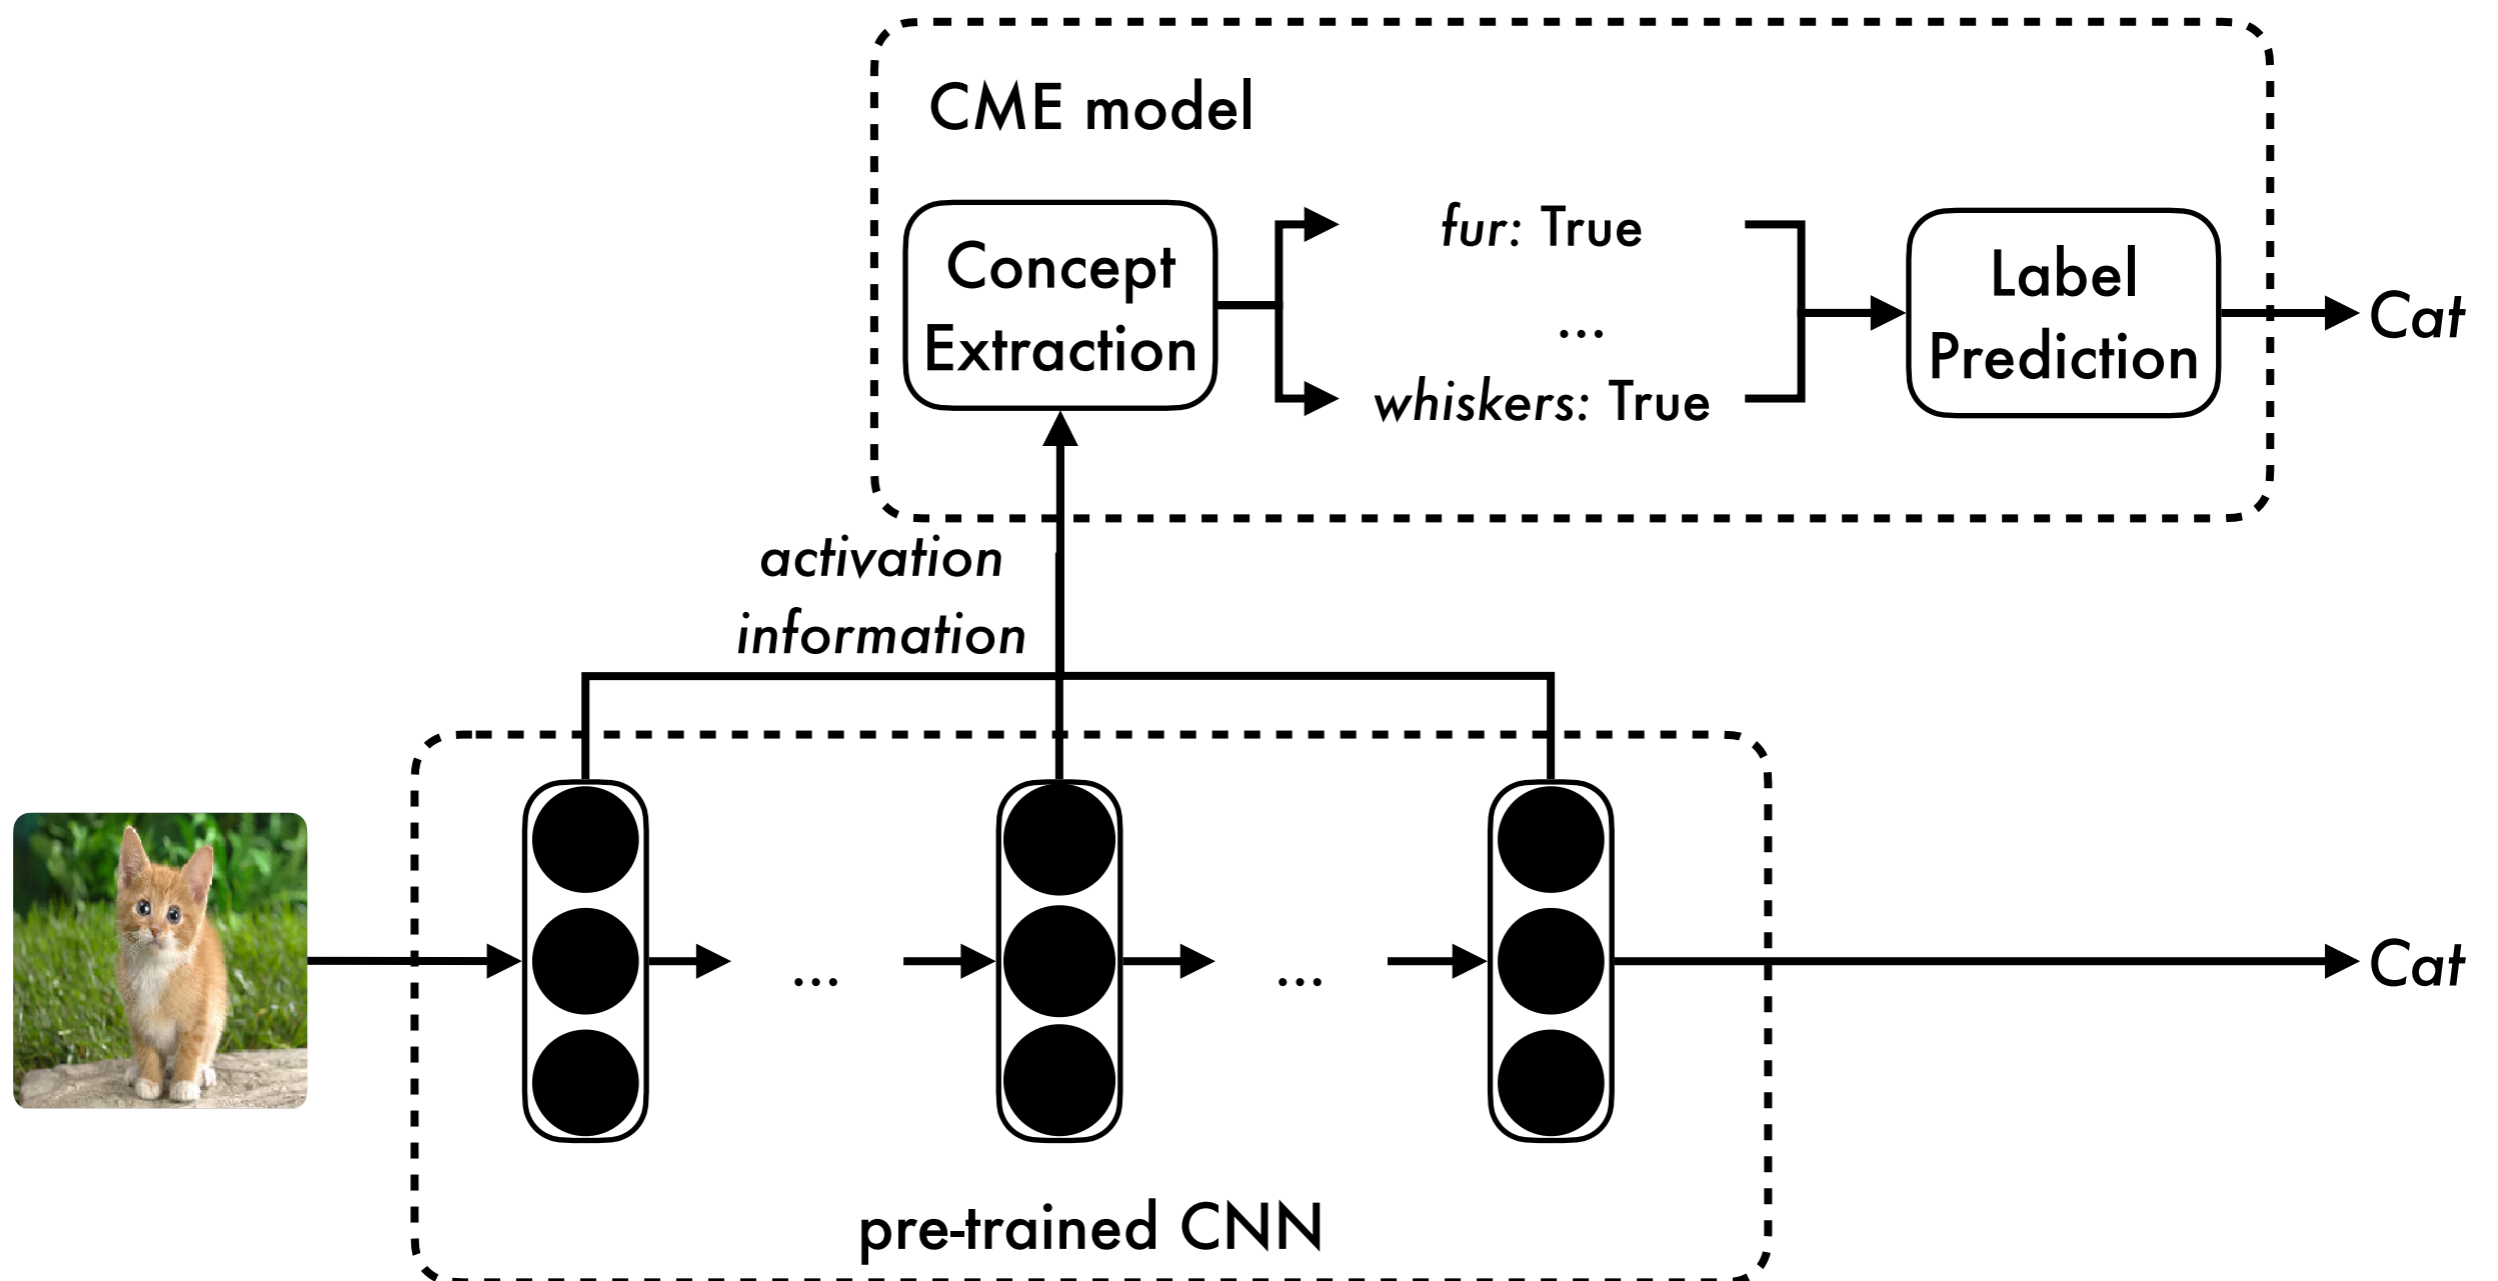 CME model
Concept
Extraction
fur: True
...
whiskers: True
Label
Prediction
Cat
activation
information
...
...
Cat
pre-trained CNN